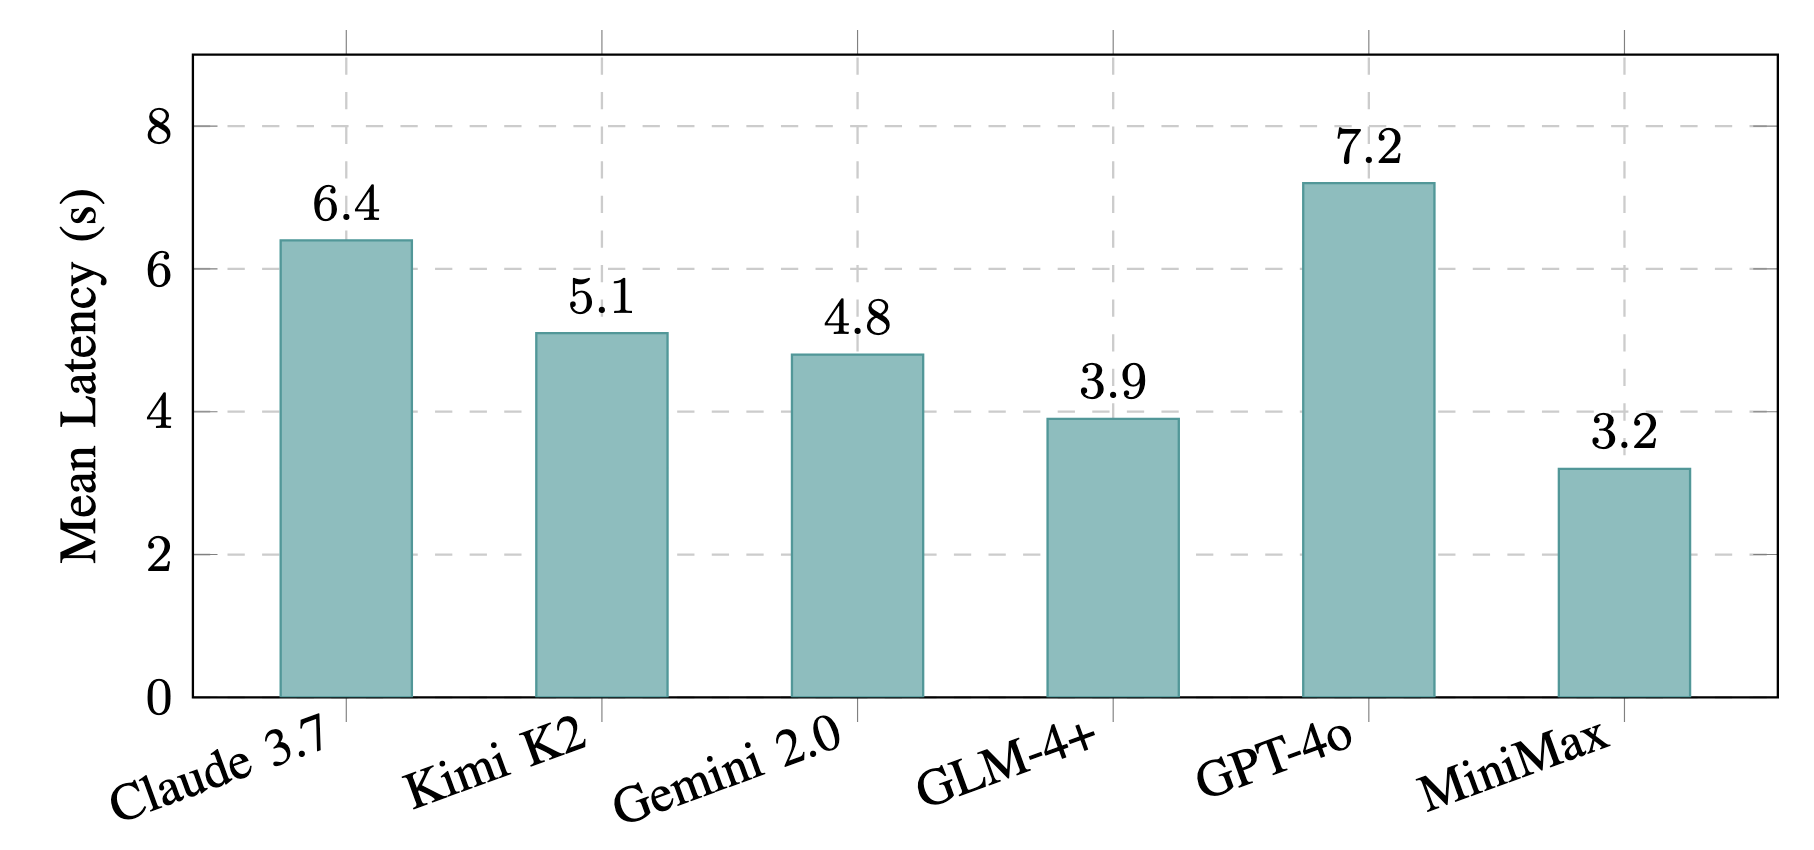 Mean Latency (s)
8
6
4
2
0
6.4
5.1
4.8
3.9
7.2
3.2
Claude 3.7
Kimi K2
Gemini 2.0
GLM-4+
GPT-4o
MiniMax